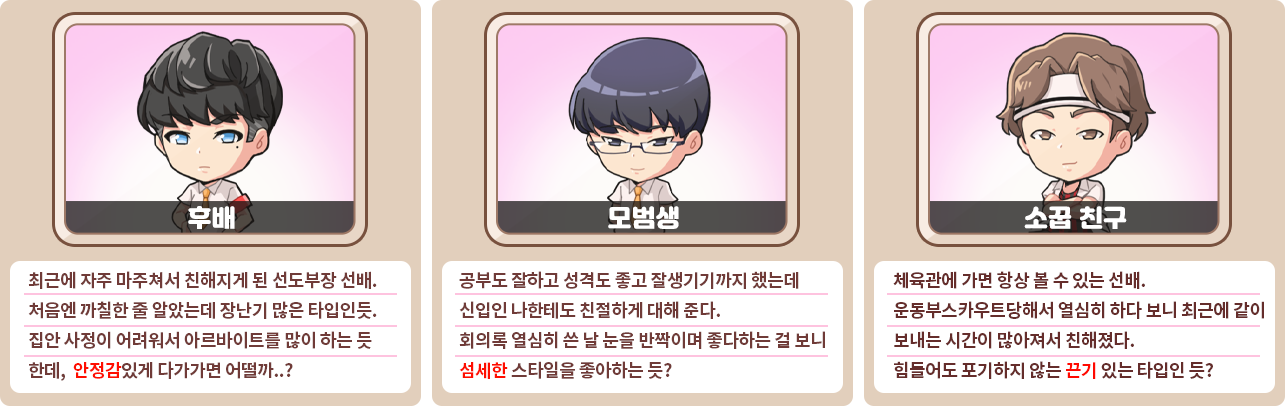 후배
최근에 자주 마주쳐서 친해지게 된 선도부장 선배.
처음엔 까칠한 줄 알았는데 장난기 많은 타입인듯.
집안 사정이 어려워서 아르바이트를 많이 하는 듯
한데, 안정감있게 다가가면 어떨까..?
모범생
공부도 잘하고 성격도 좋고 잘생기기까지 했는데
신입인 나한테도 친절하게 대해 준다.
회의록 열심히 쓴 날 눈을 반짝이며 좋다하는 걸 보니
섬세한 스타일을 좋아하는 듯?
소꿉 친구
체육관에 가면 항상 볼 수 있는 선배.
운동부스카우트당해서 열심히 하다 보니 최근에 같이
보내는 시간이 많아져서 친해졌다.
힘들어도 포기하지 않는 끈기 있는 타입인 듯?